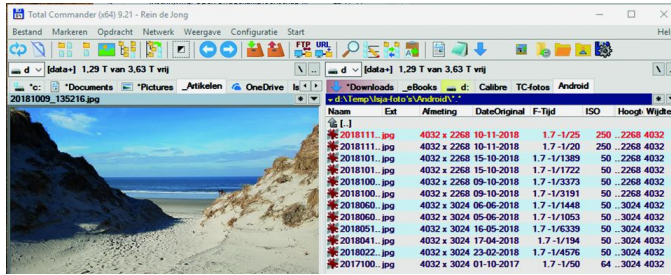 Total Commander (x64) 9.21 - Rein de Jong
Bestand Markeren Opdracht Netwerk Weergave Configuratie Start Hel
FTP URL
d [data+] 1,29 T van 3,63 T vrij \ .. d [data+] 1,29 T van 3,63 T vrij \ ..
*c: *Documents *Pictures _Artikelen OneDrive Is *Downloads _eBooks d: Calibre TC-foto's Android
20181009_135216.jpg * d:\Temp\Isja-foto's\Android\*.* *
Naam Ext Afmeting DateOriginal F-Tijd ISO Hoogt Wijdte
[..]
2018111.. jpg 4032 x 2268 10-11-2018 1.7 -1/25 250 ..2268 4032
2018111.. jpg 4032 x 2268 10-11-2018 1.7 -1/20 250 ..2268 4032
2018101.. jpg 4032 x 2268 15-10-2018 1.7 -1/1389 50 ..2268 4032
2018101.. jpg 4032 x 2268 15-10-2018 1.7 -1/1722 50 ..2268 4032
2018100.. jpg 4032 x 2268 09-10-2018 1.7 -1/3373 50 ..2268 4032
2018100.. jpg 4032 x 2268 09-10-2018 1.7 -1/3191 50 ..2268 4032
2018060.. jpg 4032 x 3024 06-06-2018 1.7 -1/1448 50 ..3024 4032
2018060.. jpg 4032 x 3024 05-06-2018 1.7 -1/1053 50 ..3024 4032
2018051.. jpg 4032 x 3024 16-05-2018 1.7 -1/6339 50 ..3024 4032
2018041.. jpg 4032 x 3024 17-04-2018 1.7 -1/194 50 ..3024 4032
2018022.. jpg 4032 x 3024 23-02-2018 1.7 -1/4576 50 ..3024 4032
2017100.. jpg 4032 x 3024 01-10-2017 1.7 -1/50 64 ..3024 4032